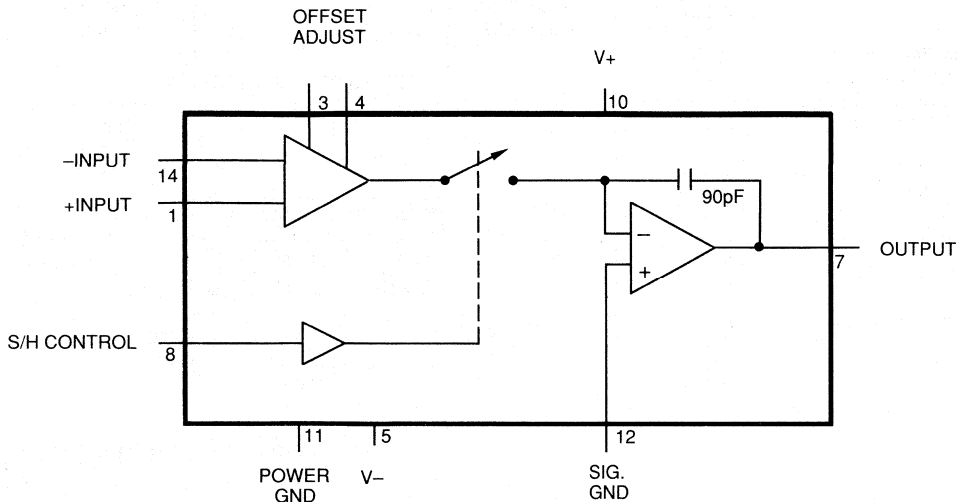 OFFSET
ADJUST
V+
3
4
10
–INPUT
14
+INPUT
1
90pF
–
+
OUTPUT
7
S/H CONTROL
8
11
5
12
POWER
GND
V–
SIG.
GND